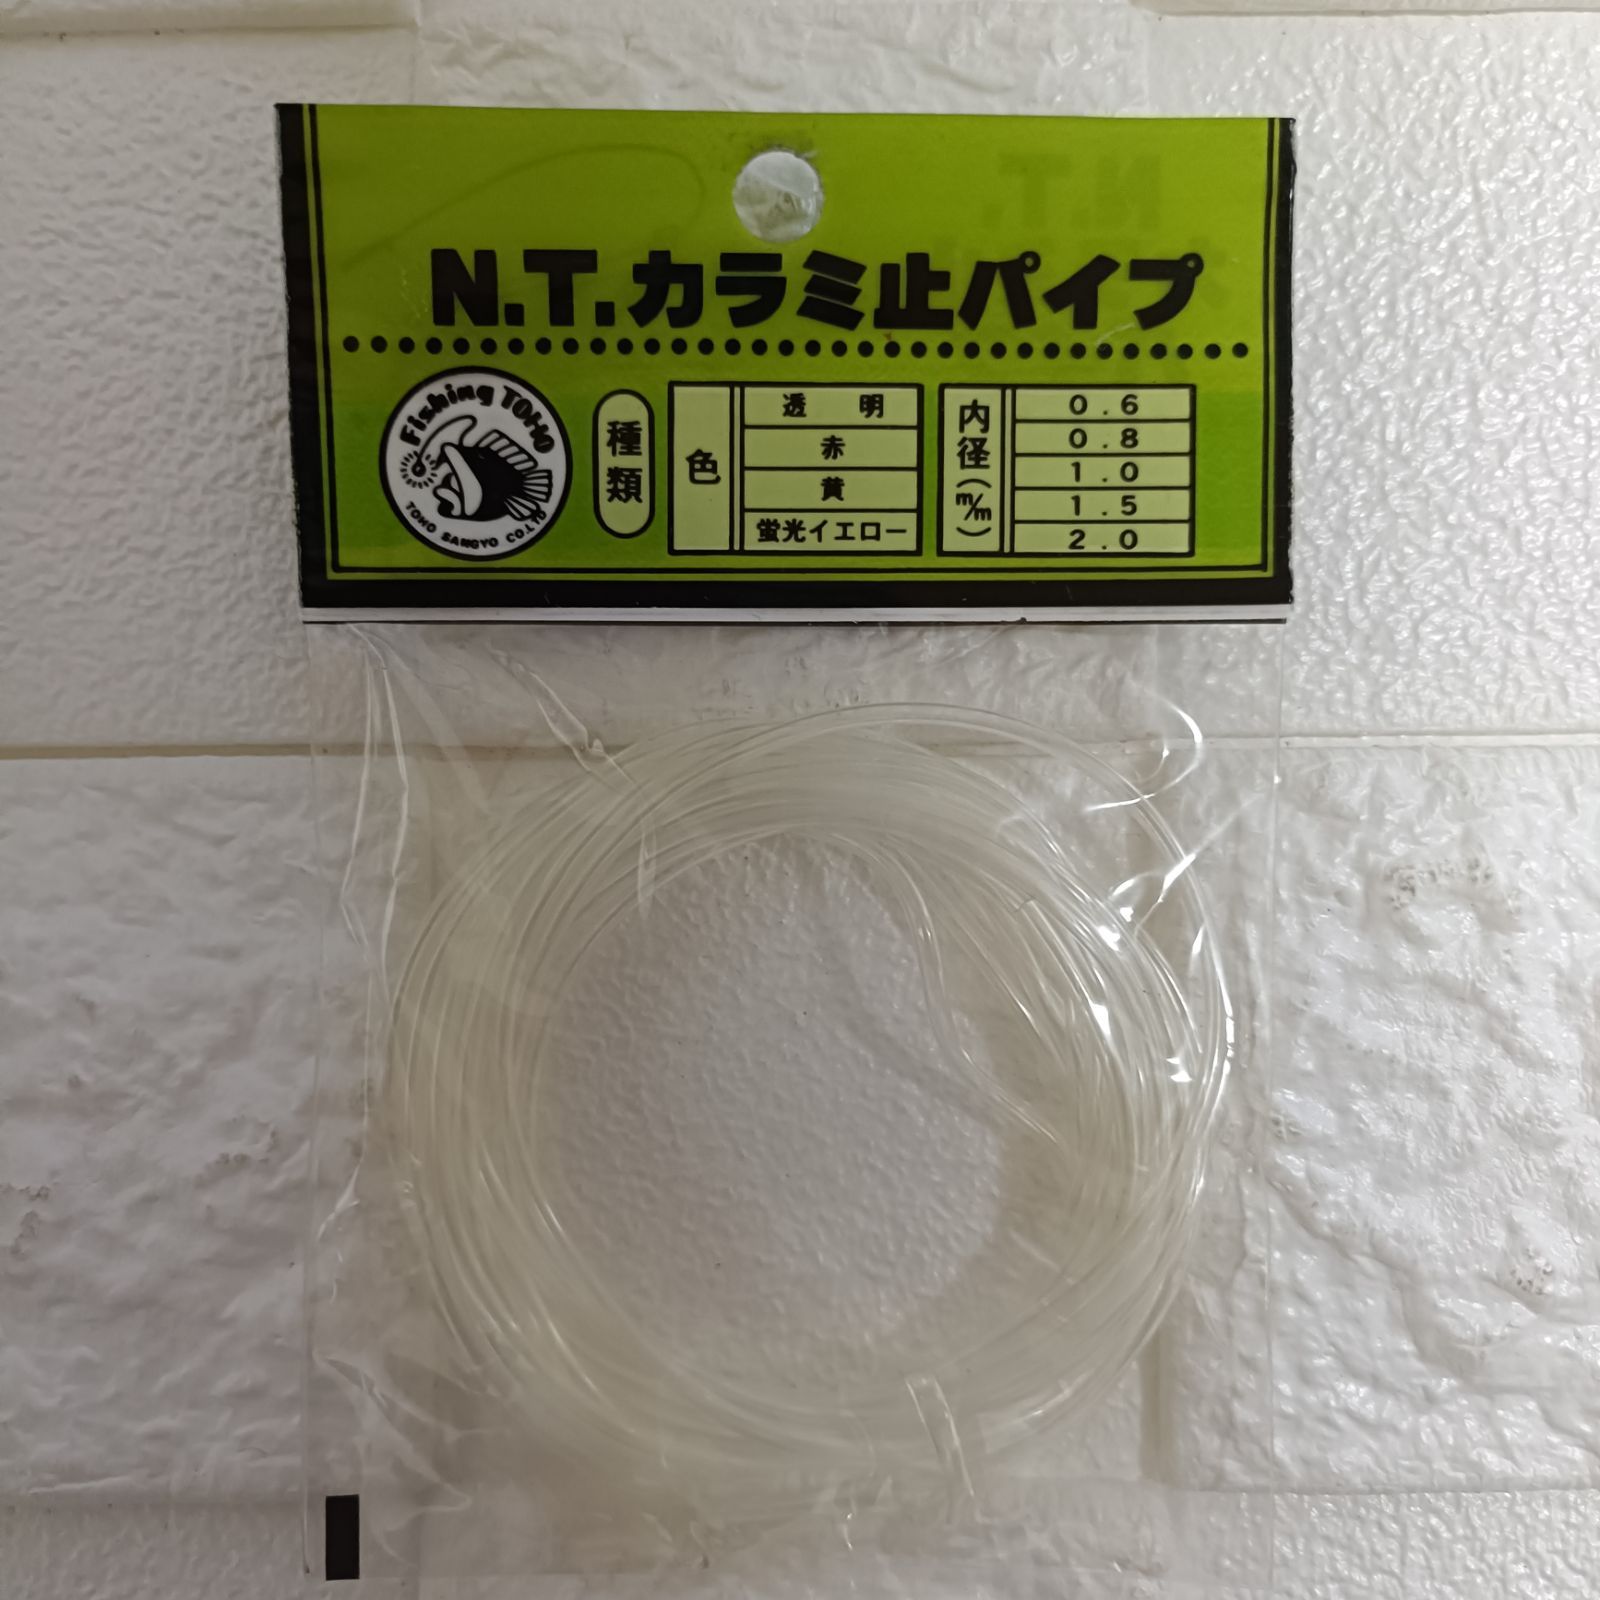 N.T.カラミ止パイプ
Fishing TOHO
TOHO SANGYO CO.LTD
種類
色
透 明
赤
黄
蛍光イエロー
内径(m/m)
0.6
0.8
1.0
1.5
2.0